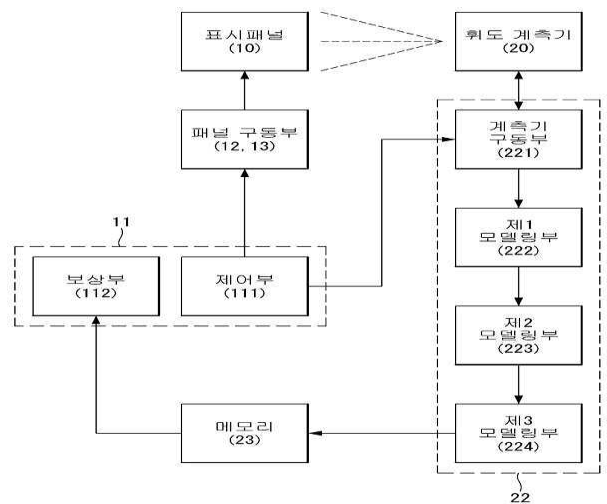 표시패널
(10)
휘도 계측기
(20)
패널 구동부
(12, 13)
계측기
구동부
(221)
11
제1
모델링부
(222)
보상부
(112)
제어부
(111)
제2
모델링부
(223)
메모리
(23)
제3
모델링부
(224)
22